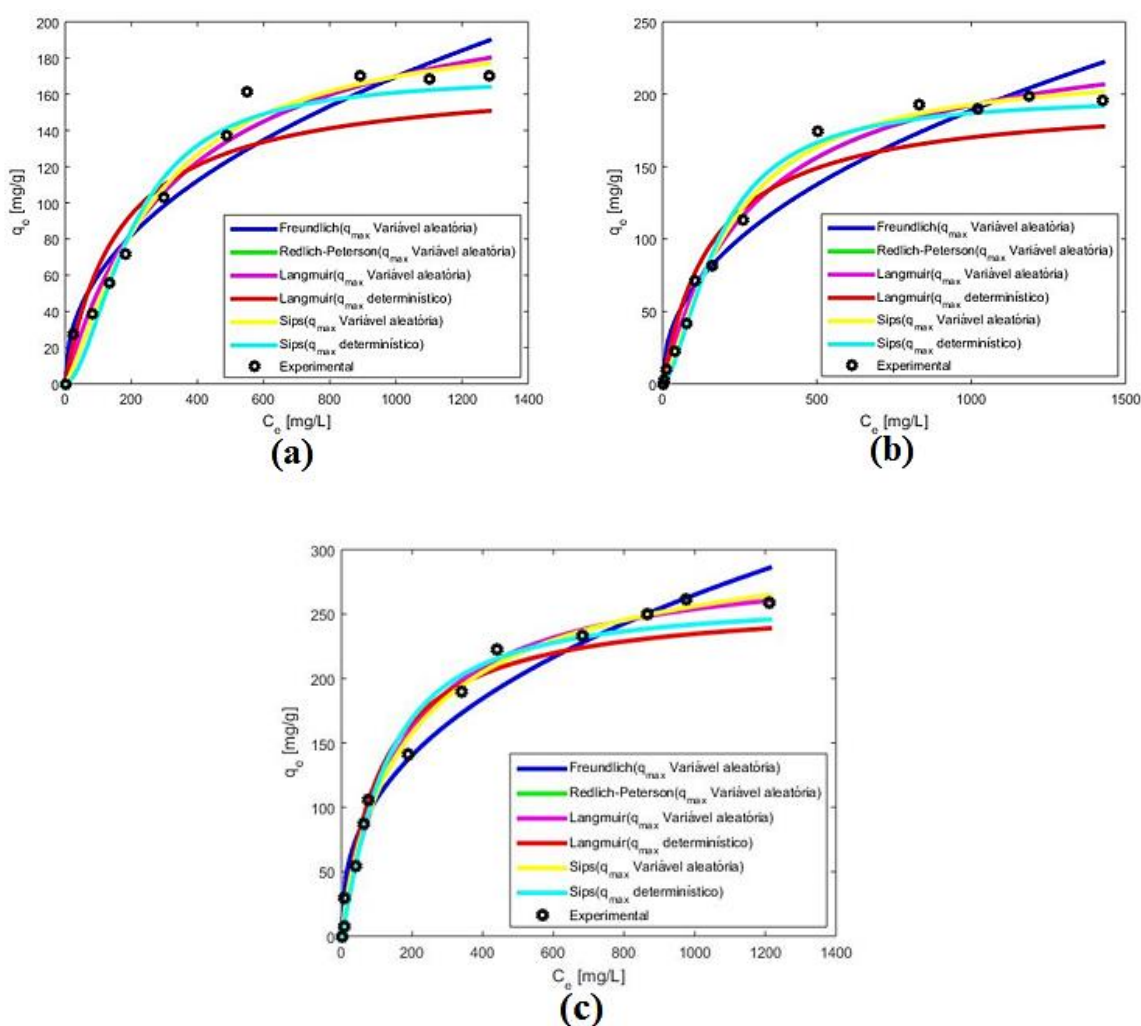 200
180
160
140
120
100
80
60
40
20
0
q_e [mg/g]
Freundlich(q_max Variável aleatória)
Redlich-Peterson(q_max Variável aleatória)
Langmuir(q_max Variável aleatória)
Langmuir(q_max determinístico)
Sips(q_max Variável aleatória)
Sips(q_max determinístico)
Experimental
0 200 400 600 800 1000 1200 1400
C_e [mg/L]
(a)
250
200
150
100
50
0
q_e [mg/g]
Freundlich(q_max Variável aleatória)
Redlich-Peterson(q_max Variável aleatória)
Langmuir(q_max Variável aleatória)
Langmuir(q_max determinístico)
Sips(q_max Variável aleatória)
Sips(q_max determinístico)
Experimental
0 500 1000 1500
C_e [mg/L]
(b)
300
250
200
150
100
50
0
q_e [mg/g]
Freundlich(q_max Variável aleatória)
Redlich-Peterson(q_max Variável aleatória)
Langmuir(q_max Variável aleatória)
Langmuir(q_max determinístico)
Sips(q_max Variável aleatória)
Sips(q_max determinístico)
Experimental
0 200 400 600 800 1000 1200 1400
C_e [mg/L]
(c)